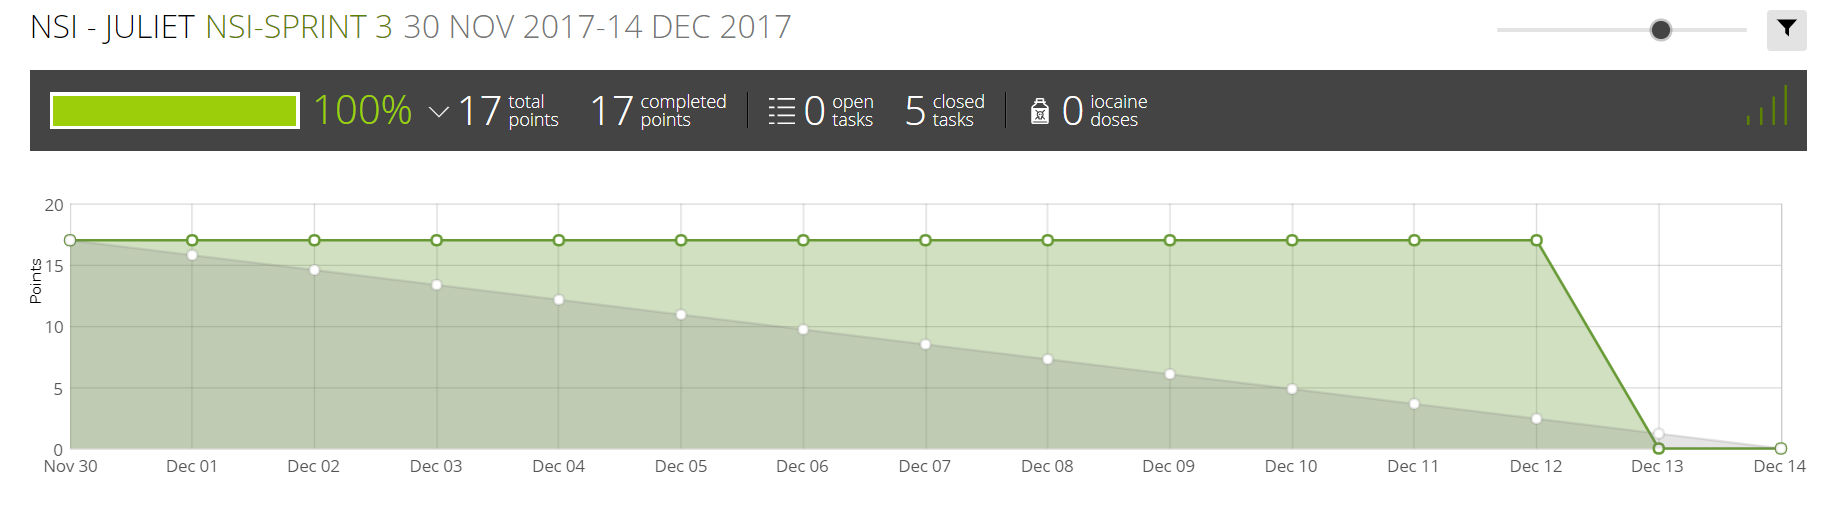 NSI - JULIET NSI-SPRINT 3 30 NOV 2017-14 DEC 2017
100% 17 total points 17 completed points 0 open tasks 5 closed tasks 0 iocaine doses
20
15
10
5
0
Points
Nov 30 Dec 01 Dec 02 Dec 03 Dec 04 Dec 05 Dec 06 Dec 07 Dec 08 Dec 09 Dec 10 Dec 11 Dec 12 Dec 13 Dec 14